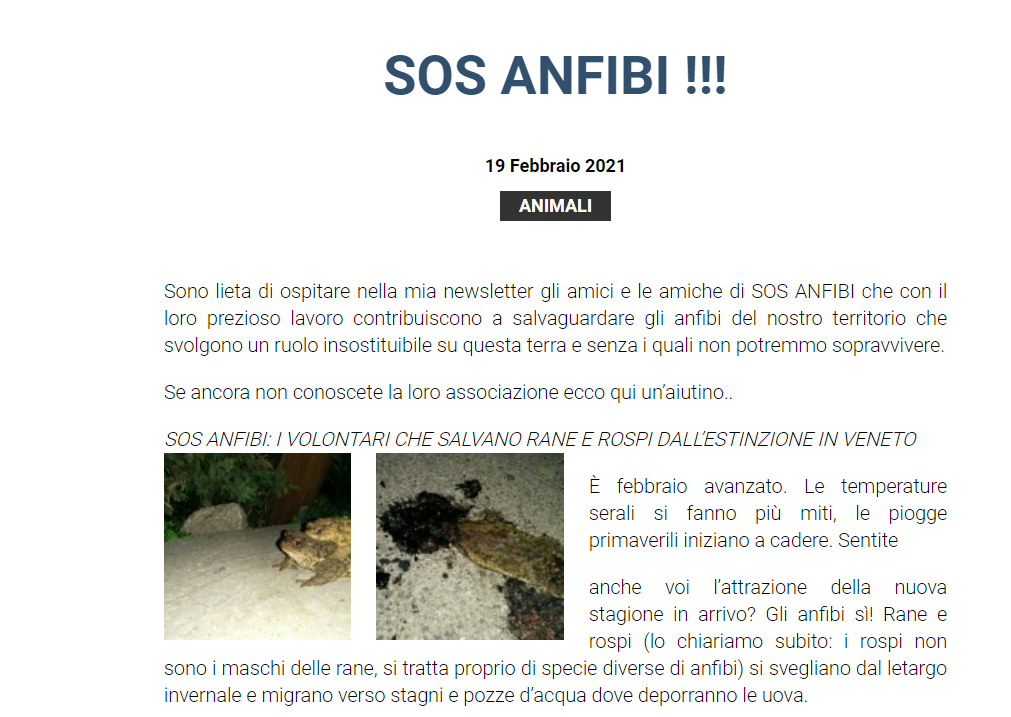 SOS ANFIBI !!!
19 Febbraio 2021
ANIMALI
Sono lieta di ospitare nella mia newsletter gli amici e le amiche di SOS ANFIBI che con il
loro prezioso lavoro contribuiscono a salvaguardare gli anfibi del nostro territorio che
svolgono un ruolo insostituibile su questa terra e senza i quali non potremmo sopravvivere.
Se ancora non conoscete la loro associazione ecco qui un’aiutino..
SOS ANFIBI: I VOLONTARI CHE SALVANO RANE E ROSPI DALL’ESTINZIONE IN VENETO
È febbraio avanzato. Le temperature
serali si fanno più miti, le piogge
primaverili iniziano a cadere. Sentite
anche voi l’attrazione della nuova
stagione in arrivo? Gli anfibi sì! Rane e
rospi (lo chiariamo subito: i rospi non
sono i maschi delle rane, si tratta proprio di specie diverse di anfibi) si svegliano dal letargo
invernale e migrano verso stagni e pozze d’acqua dove deporranno le uova.